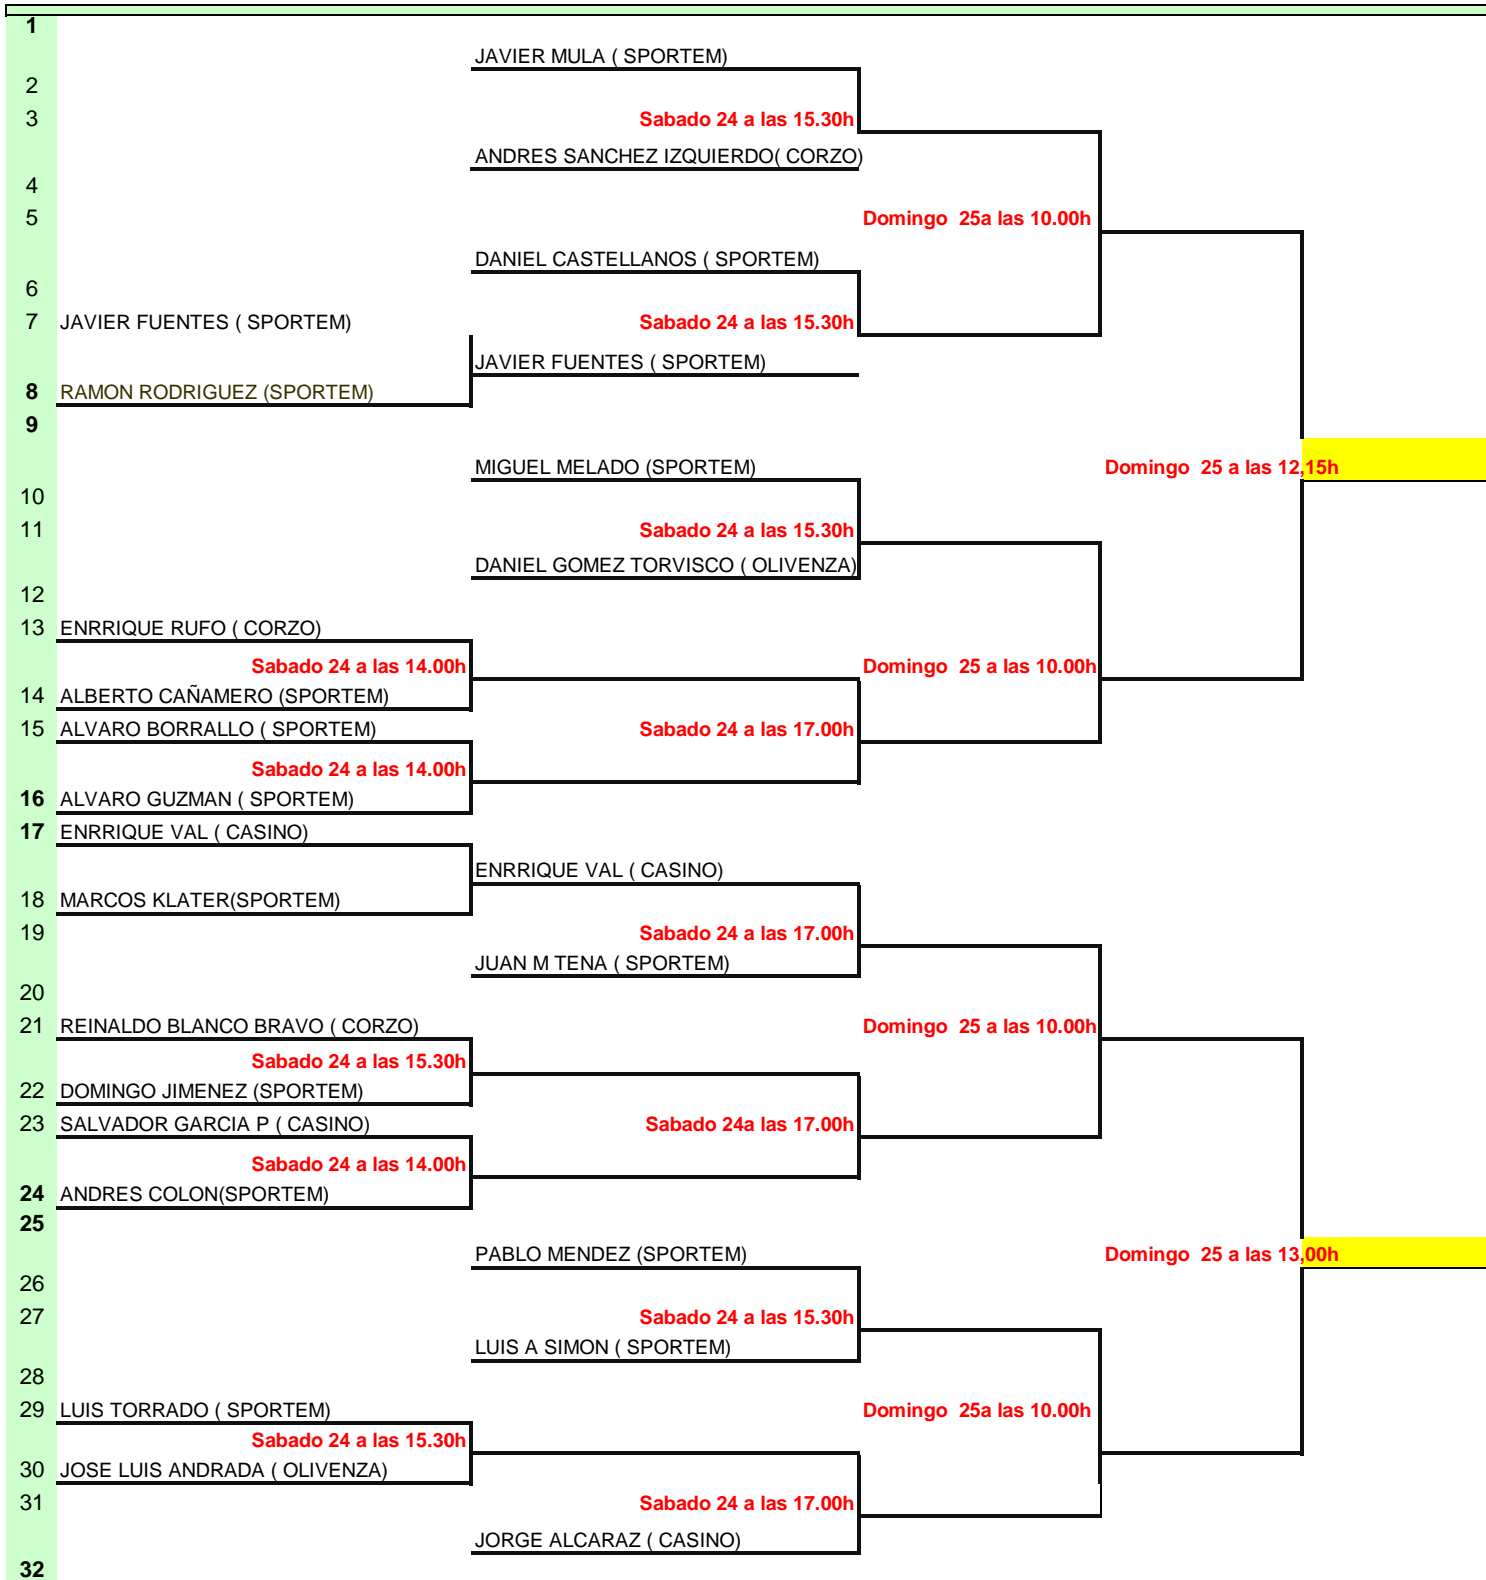 1
JAVIER MULA ( SPORTEM)
2
3 Sabado 24 a las 15.30h
ANDRES SANCHEZ IZQUIERDO( CORZO)
4
5 Domingo  25a las 10.00h
DANIEL CASTELLANOS ( SPORTEM)
6
7 JAVIER FUENTES ( SPORTEM) Sabado 24 a las 15.30h
JAVIER FUENTES ( SPORTEM)
8 RAMON RODRIGUEZ (SPORTEM)
9
MIGUEL MELADO (SPORTEM) Domingo  25 a las 12,15h
10
11 Sabado 24 a las 15.30h
DANIEL GOMEZ TORVISCO ( OLIVENZA)
12
13 ENRRIQUE RUFO ( CORZO)
Sabado 24 a las 14.00h Domingo  25 a las 10.00h
14 ALBERTO CAÑAMERO (SPORTEM)
15 ALVARO BORRALLO ( SPORTEM) Sabado 24 a las 17.00h
Sabado 24 a las 14.00h
16 ALVARO GUZMAN ( SPORTEM)
17 ENRRIQUE VAL ( CASINO)
ENRRIQUE VAL ( CASINO)
18 MARCOS KLATER(SPORTEM)
19 Sabado 24 a las 17.00h
JUAN M TENA ( SPORTEM)
20
21 REINALDO BLANCO BRAVO ( CORZO) Domingo  25 a las 10.00h
Sabado 24 a las 15.30h
22 DOMINGO JIMENEZ (SPORTEM)
23 SALVADOR GARCIA P ( CASINO) Sabado 24a las 17.00h
Sabado 24 a las 14.00h
24 ANDRES COLON(SPORTEM)
25
PABLO MENDEZ (SPORTEM) Domingo  25 a las 13,00h
26
27 Sabado 24 a las 15.30h
LUIS A SIMON ( SPORTEM)
28
29 LUIS TORRADO ( SPORTEM) Domingo  25a las 10.00h
Sabado 24 a las 15.30h
30 JOSE LUIS ANDRADA ( OLIVENZA)
31 Sabado 24 a las 17.00h
JORGE ALCARAZ ( CASINO)
32